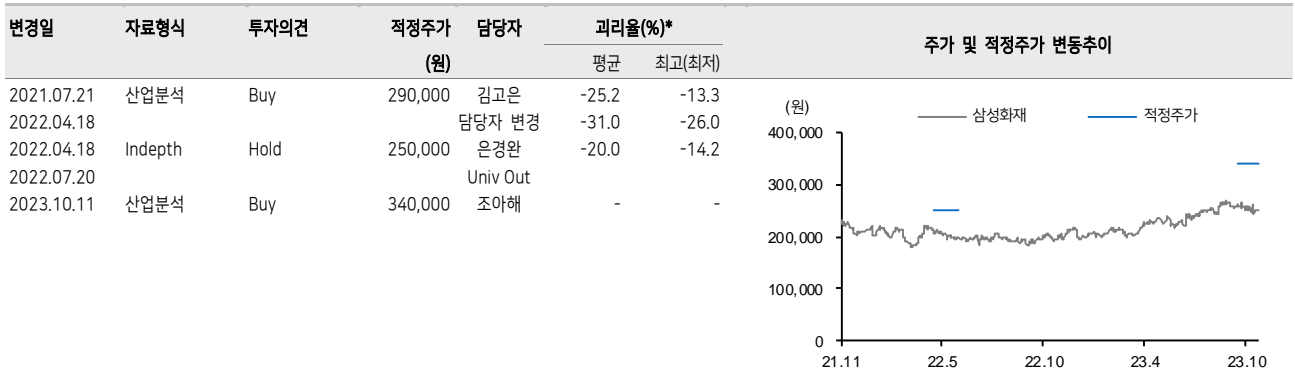 변경일 자료형식 투자의견 적정주가 담당자 괴리율(%)* 주가 및 적정주가 변동추이
(원) 평균 최고(최저)
2021.07.21 산업분석 Buy 290,000 김고은 -25.2 -13.3
2022.04.18 담당자 변경 -31.0 -26.0
2022.04.18 Indepth Hold 250,000 은경완 -20.0 -14.2
2022.07.20 Univ Out
2023.10.11 산업분석 Buy 340,000 조아해 - -
(원)
삼성화재 적정주가
400,000
300,000
200,000
100,000
0
21.11 22.5 22.10 23.4 23.10